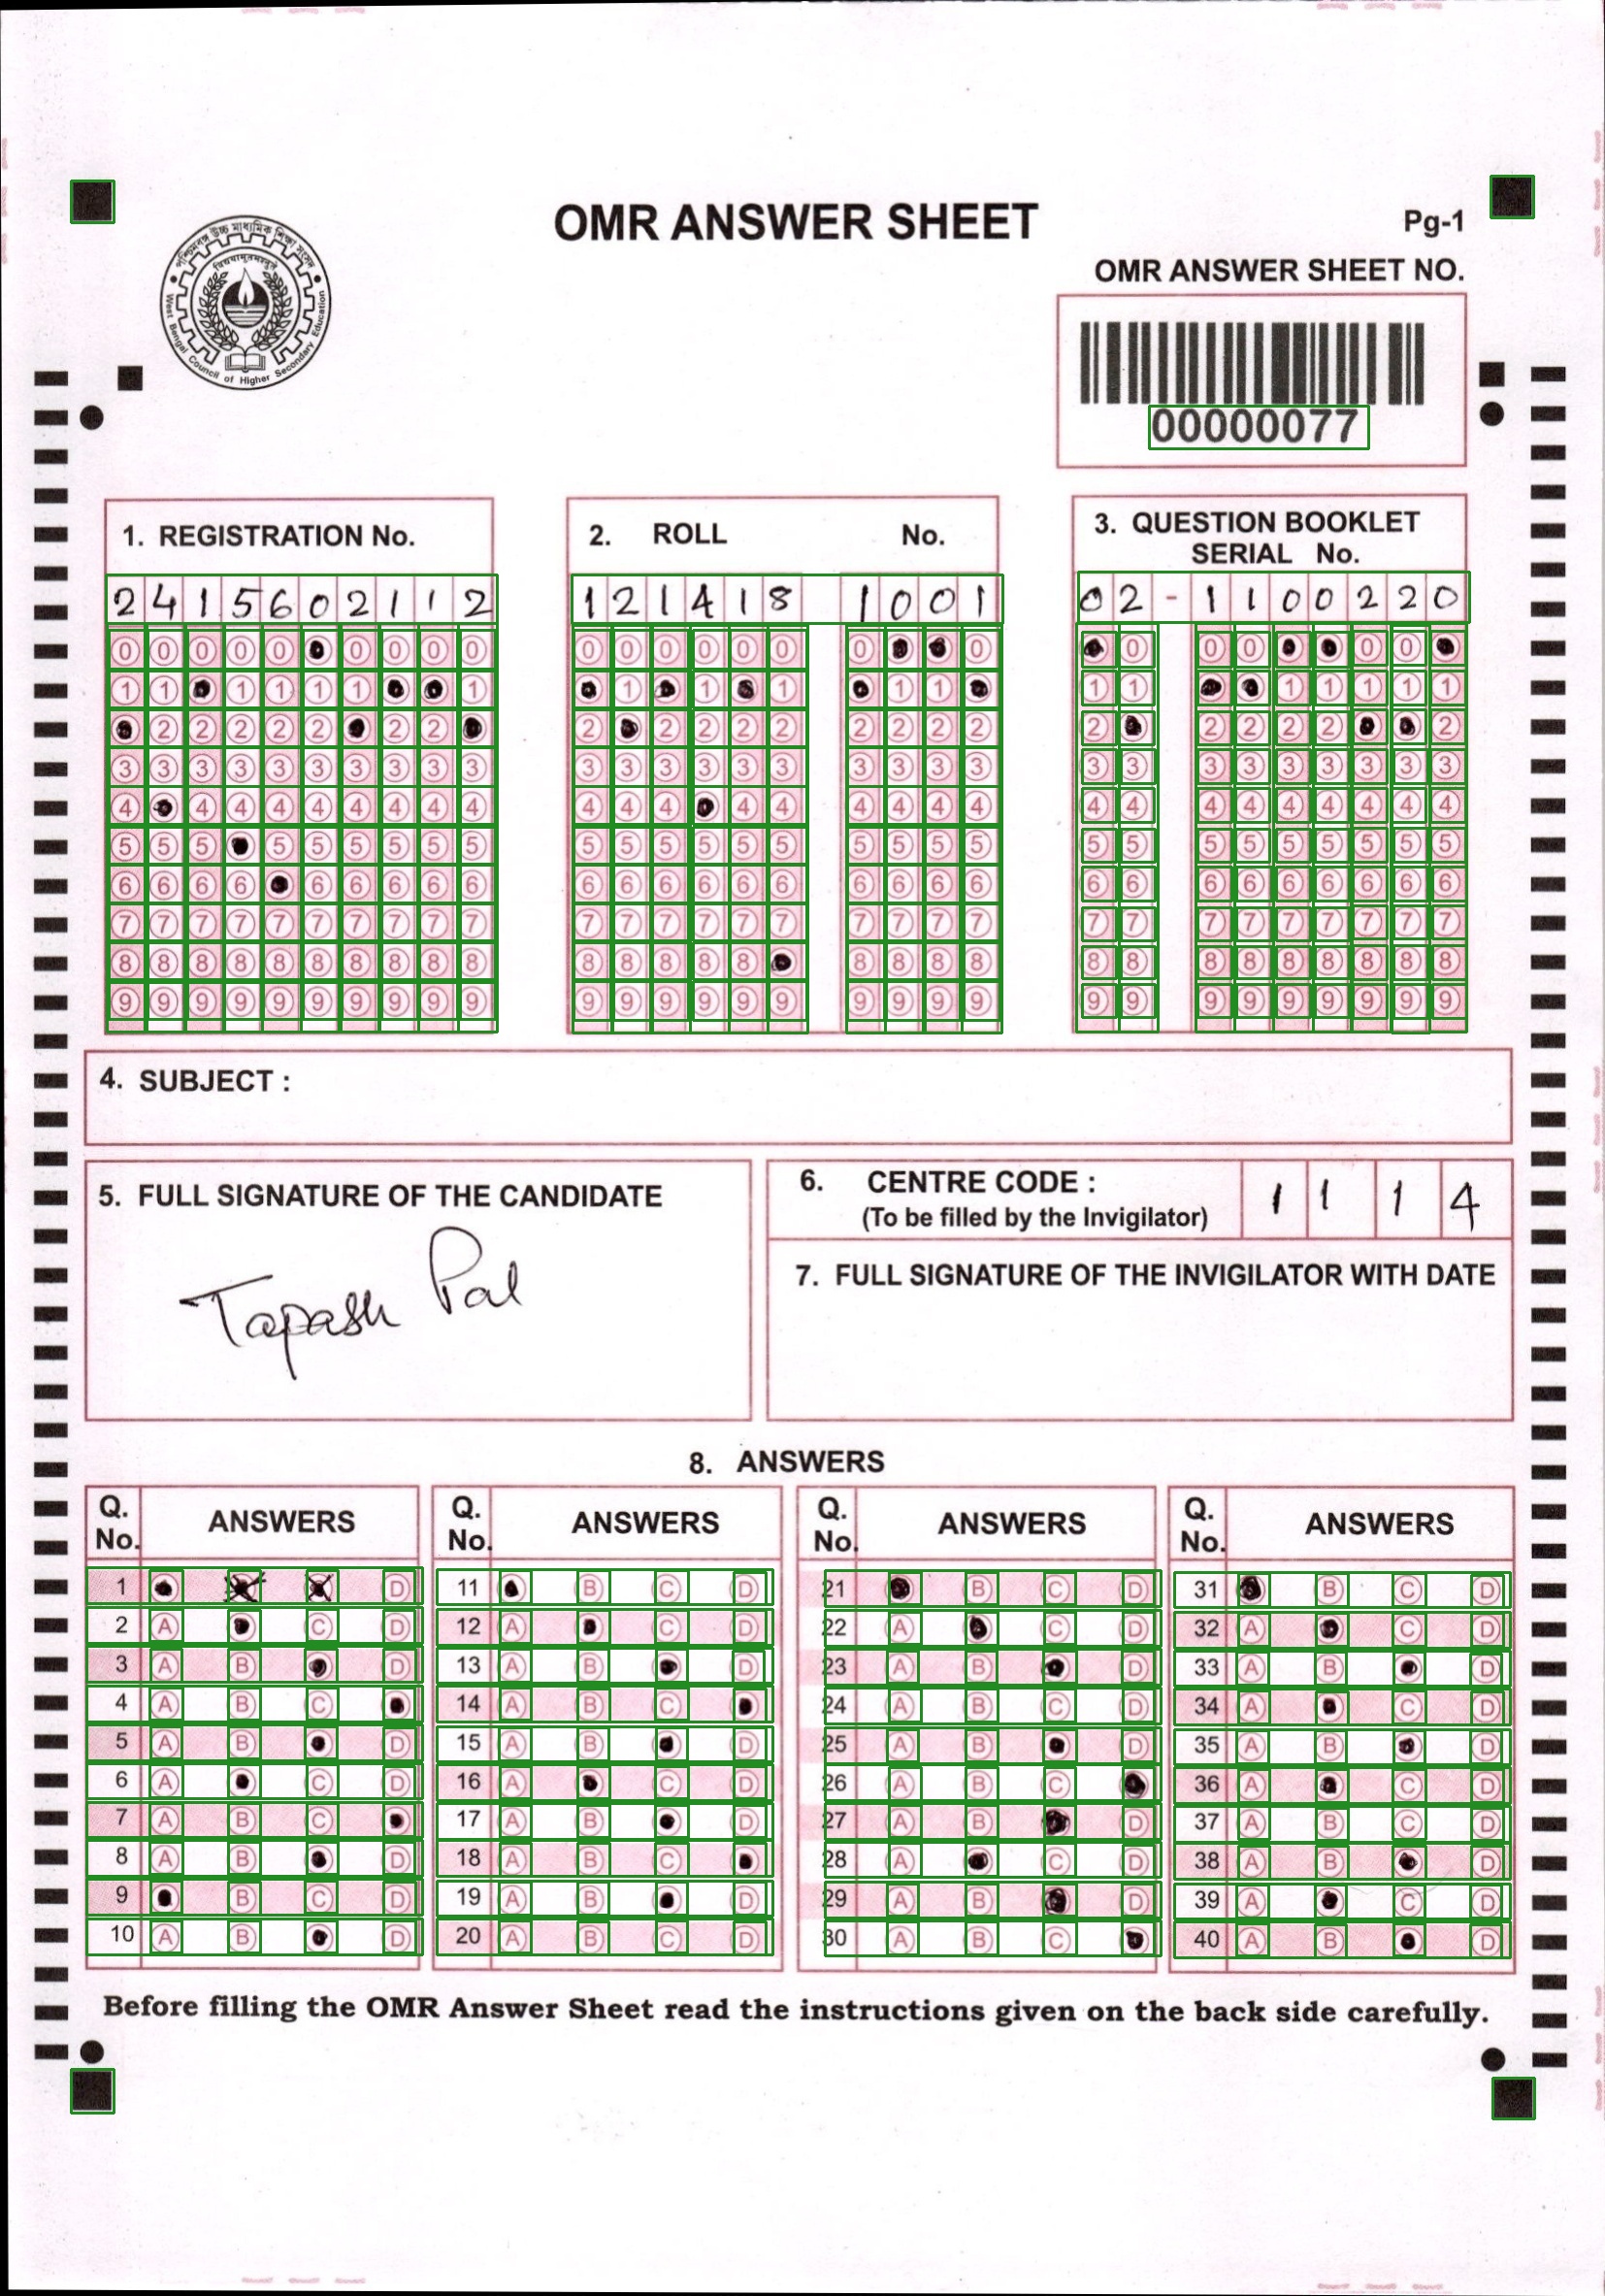 OMR ANSWER SHEET
Pg-1
OMR ANSWER SHEET NO.
00000077
West Bengal Council of Higher Secondary Education
1. REGISTRATION No.
2 4 1 5 6 0 2 1 1 2
2. ROLL No.
1 2 1 4 1 8 1 0 0 1
3. QUESTION BOOKLET
SERIAL No.
0 2 - 1 1 0 0 2 2 0
4. SUBJECT :
5. FULL SIGNATURE OF THE CANDIDATE
Tapash Pal
6. CENTRE CODE : 1 1 1 4
(To be filled by the Invigilator)
7. FULL SIGNATURE OF THE INVIGILATOR WITH DATE
8. ANSWERS
Q. No. ANSWERS Q. No. ANSWERS Q. No. ANSWERS Q. No. ANSWERS
1 D 11 B C D 21 B C D 31 B C D
2 A C D 12 A C D 22 A C D 32 A C D
3 A B D 13 A B D 23 A B D 33 A B D
4 A B C 14 A B C 24 A B C D 34 A C D
5 A B D 15 A B D 25 A B D 35 A B D
6 A C D 16 A C D 26 A B C 36 A C D
7 A B C 17 A B D 27 A B D 37 A B C D
8 A B D 18 A B C 28 A C D 38 A B D
9 B C D 19 A B D 29 A B D 39 A C D
10 A B D 20 A B C D 30 A B C 40 A B D
Before filling the OMR Answer Sheet read the instructions given on the back side carefully.